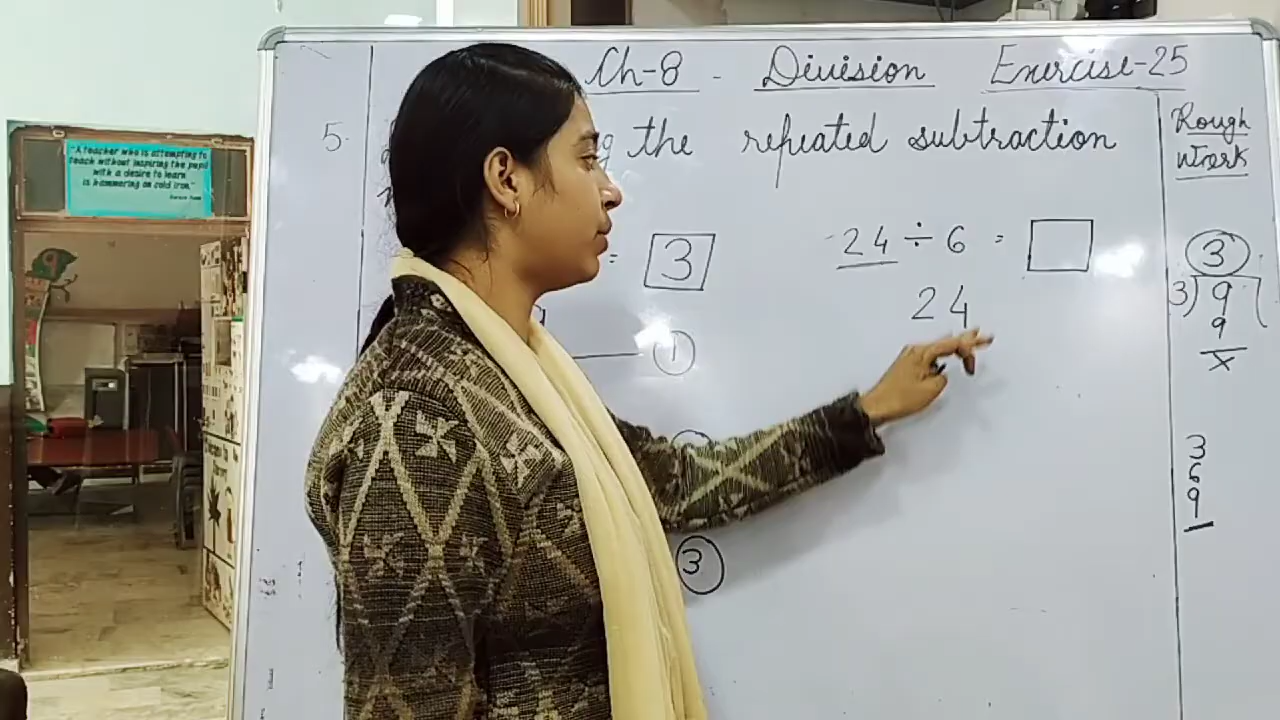 Ch-8 - Division Exercise-25
5. the repeated subtraction
= 3
1
3
24 ÷ 6 =
24
Rough
Work
3
3) 9
9
x
3
6
9
"A teacher who is attempting to
teach without inspiring the pupil
with a desire to learn
is hammering on cold iron."